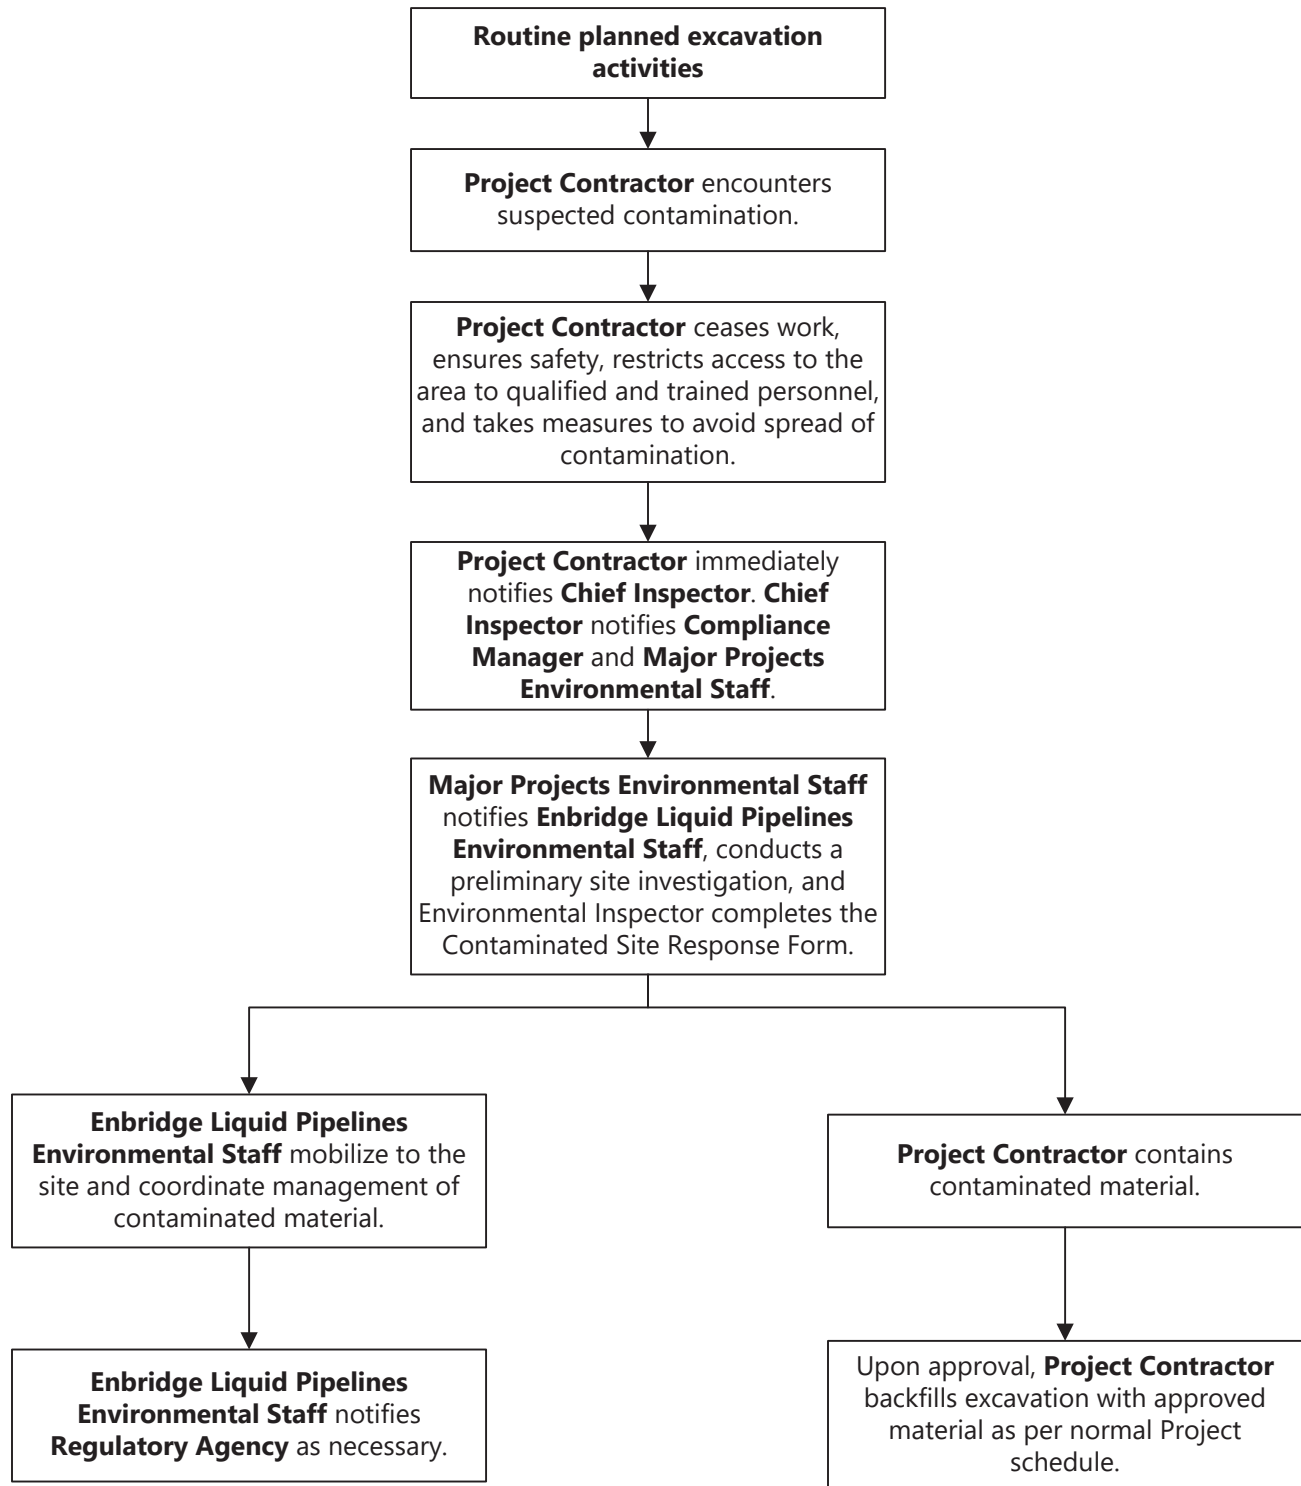 Routine planned excavation
activities
Project Contractor encounters
suspected contamination.
Project Contractor ceases work,
ensures safety, restricts access to the
area to qualified and trained personnel,
and takes measures to avoid spread of
contamination.
Project Contractor immediately
notifies Chief Inspector. Chief
Inspector notifies Compliance
Manager and Major Projects
Environmental Staff.
Major Projects Environmental Staff
notifies Enbridge Liquid Pipelines
Environmental Staff, conducts a
preliminary site investigation, and
Environmental Inspector completes the
Contaminated Site Response Form.
Enbridge Liquid Pipelines
Environmental Staff mobilize to the
site and coordinate management of
contaminated material.
Enbridge Liquid Pipelines
Environmental Staff notifies
Regulatory Agency as necessary.
Project Contractor contains
contaminated material.
Upon approval, Project Contractor
backfills excavation with approved
material as per normal Project
schedule.